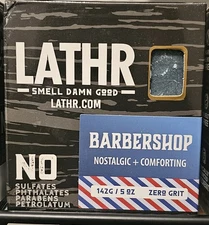 LATHR
SMELL DAMN GOOD
LATHR.COM
BARBERSHOP
NOSTALGIC + COMFORTING
NO
SULFATES
PHTHALATES
PARABENS
PETROLATUM
142G / 5 OZ ZERO GRIT